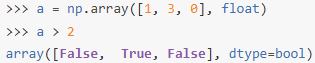 >>> a = np.array([1, 3, 0], float)
>>> a > 2
array([False,  True, False], dtype=bool)